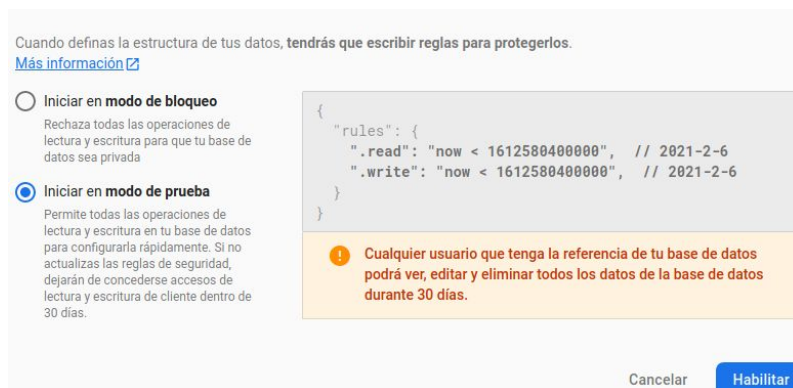 Cuando definas la estructura de tus datos, tendrás que escribir reglas para protegerlos.
Más información
Iniciar en modo de bloqueo
Rechaza todas las operaciones de
lectura y escritura para que tu base de
datos sea privada
Iniciar en modo de prueba
Permite todas las operaciones de
lectura y escritura en tu base de datos
para configurarla rápidamente. Si no
actualizas las reglas de seguridad,
dejarán de concederse accesos de
lectura y escritura de cliente dentro de
30 días.
{
"rules": {
".read": "now < 1612580400000", // 2021-2-6
".write": "now < 1612580400000", // 2021-2-6
}
}
Cualquier usuario que tenga la referencia de tu base de datos
podrá ver, editar y eliminar todos los datos de la base de datos
durante 30 días.
Cancelar Habilitar